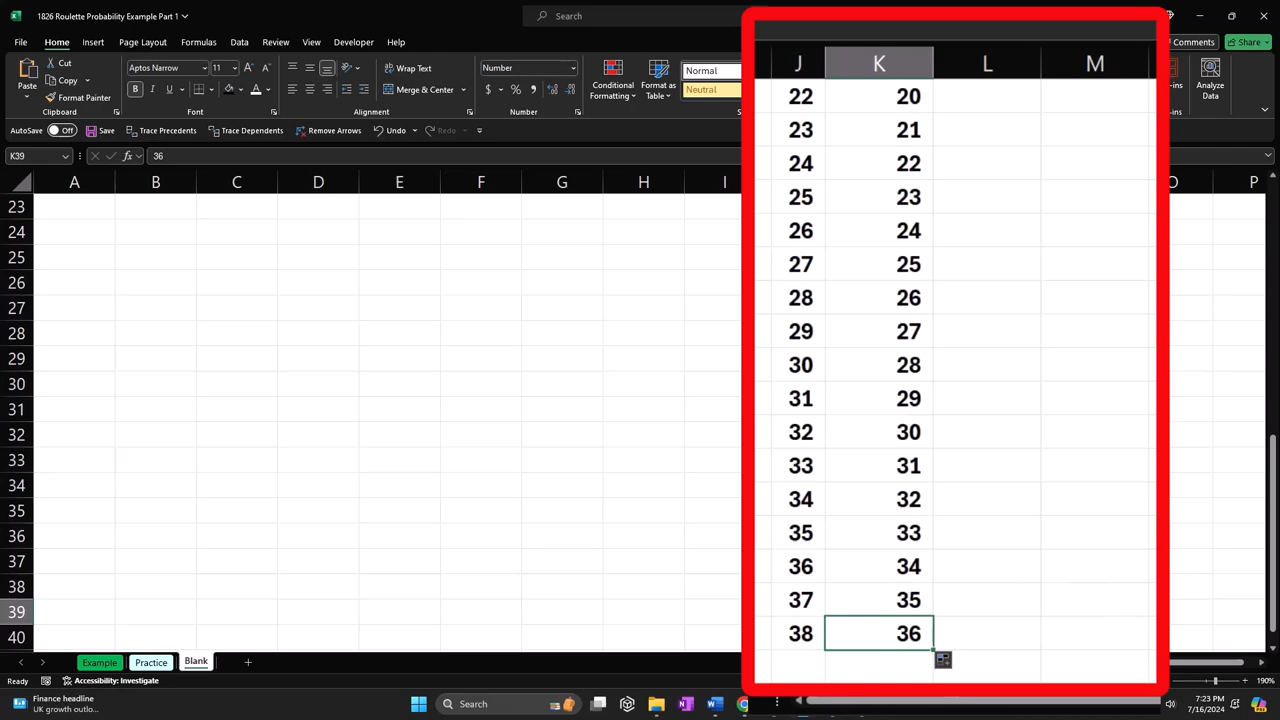 1826 Roulette Probability Example Part 1
Search
File Home Insert Page Layout Formulas Data Review View Developer Help
Comments
Share
Paste
Cut
Copy
Format Painter
Clipboard
Aptos Narrow 11
B I U
Font
Wrap Text
Merge & Center
Alignment
Number
$ % ,
Number
Conditional Formatting
Format as Table
Normal
Neutral
Analyze Data
AutoSave Off Save Trace Precedents Trace Dependents Remove Arrows Undo Redo
K39 fx 36
A B C D E F G H I J K L M O P
23
24
25
26
27
28
29
30
31
32
33
34
35
36
37
38
39
40
22 20
23 21
24 22
25 23
26 24
27 25
28 26
29 27
30 28
31 29
32 30
33 31
34 32
35 33
36 34
37 35
38 36
Example Practice Blank
Ready Accessibility: Investigate 190%
Finance headline
UK growth outlo...
Search
7:23 PM
7/16/2024